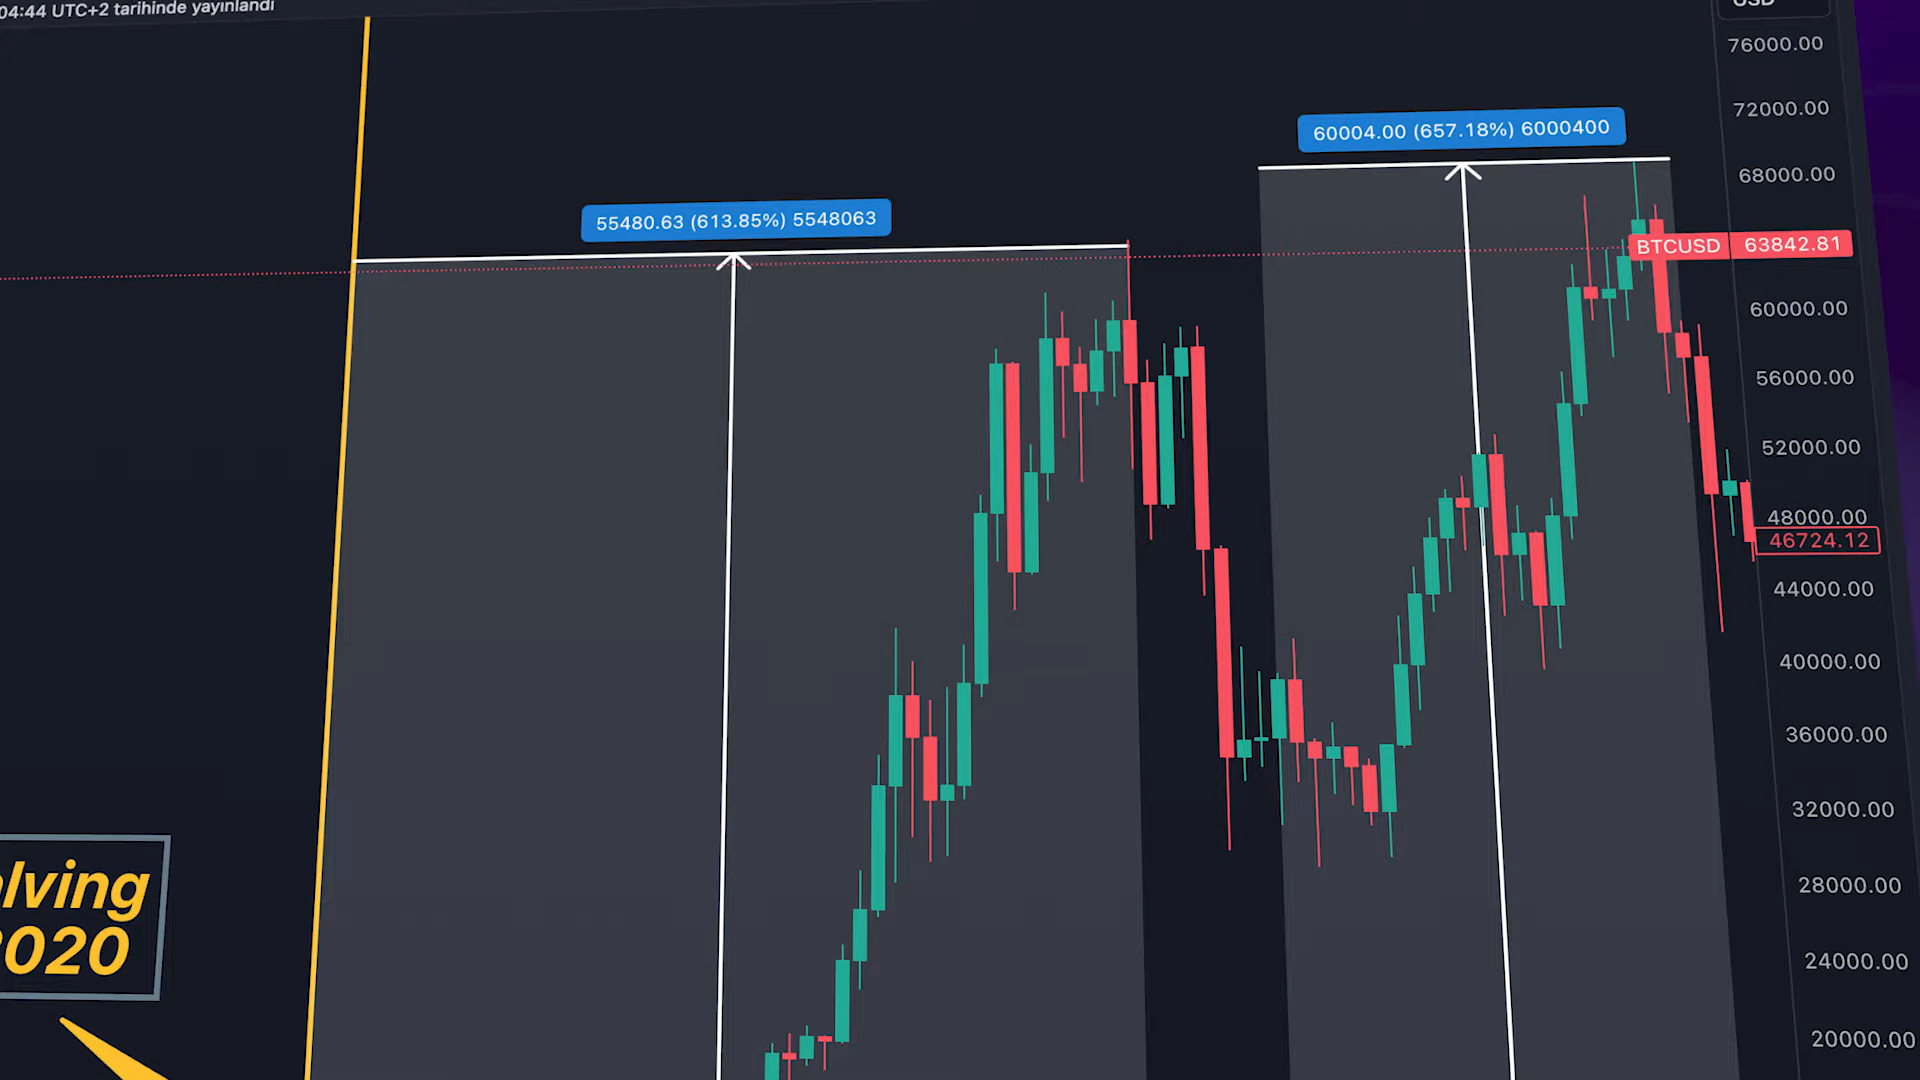 04:44 UTC+2 tarihinde yayınlandı
USD
76000.00
72000.00
60004.00 (657.18%) 6000400
68000.00
55480.63 (613.85%) 5548063
BTCUSD 63842.81
60000.00
56000.00
52000.00
48000.00
46724.12
44000.00
40000.00
36000.00
32000.00
28000.00
lving
2020
24000.00
20000.00